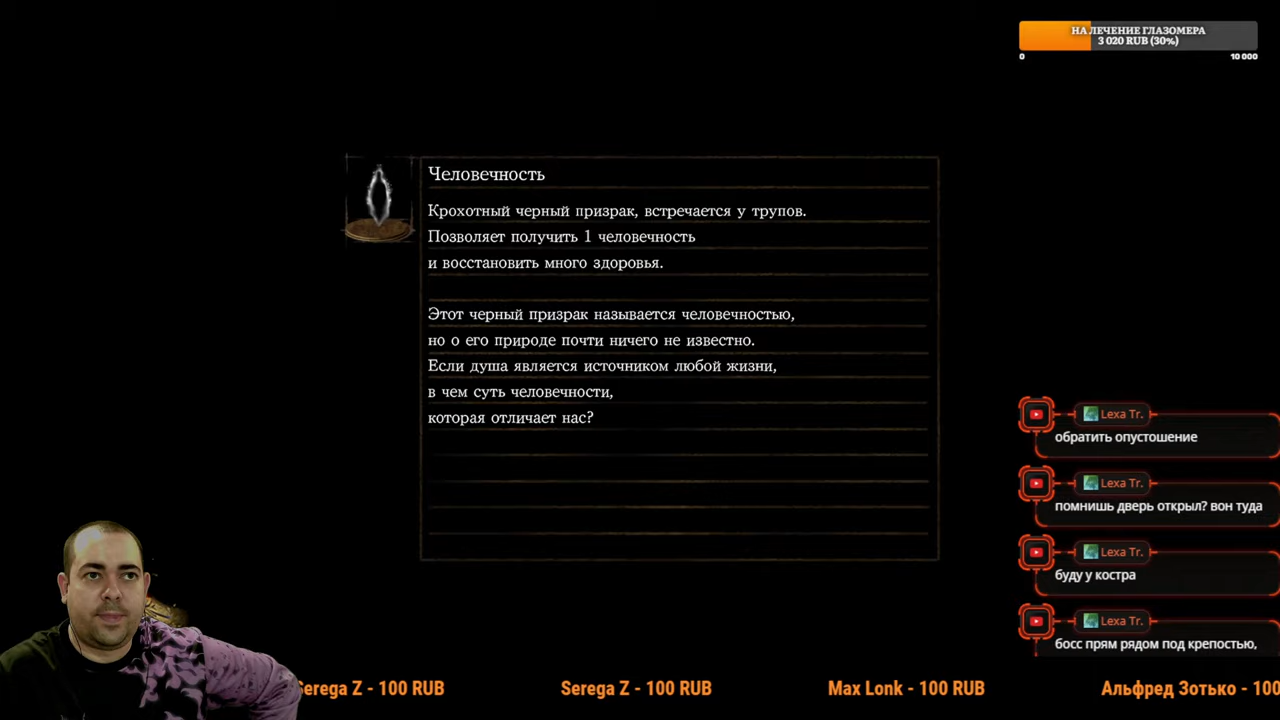 НА ЛЕЧЕНИЕ ГЛАЗОМЕРА
3 020 RUB (30%)
0 10 000
Человечность
Крохотный черный призрак, встречается у трупов.
Позволяет получить 1 человечность
и восстановить много здоровья.
Этот черный призрак называется человечностью,
но о его природе почти ничего не известно.
Если душа является источником любой жизни,
в чем суть человечности,
которая отличает нас?
Lexa Tr.
обратить опустошение
Lexa Tr.
помнишь дверь открыл? вон туда
Lexa Tr.
буду у костра
Lexa Tr.
босс прям рядом под крепостью,
Serega Z - 100 RUB Serega Z - 100 RUB Max Lonk - 100 RUB Альфред Зотько - 100